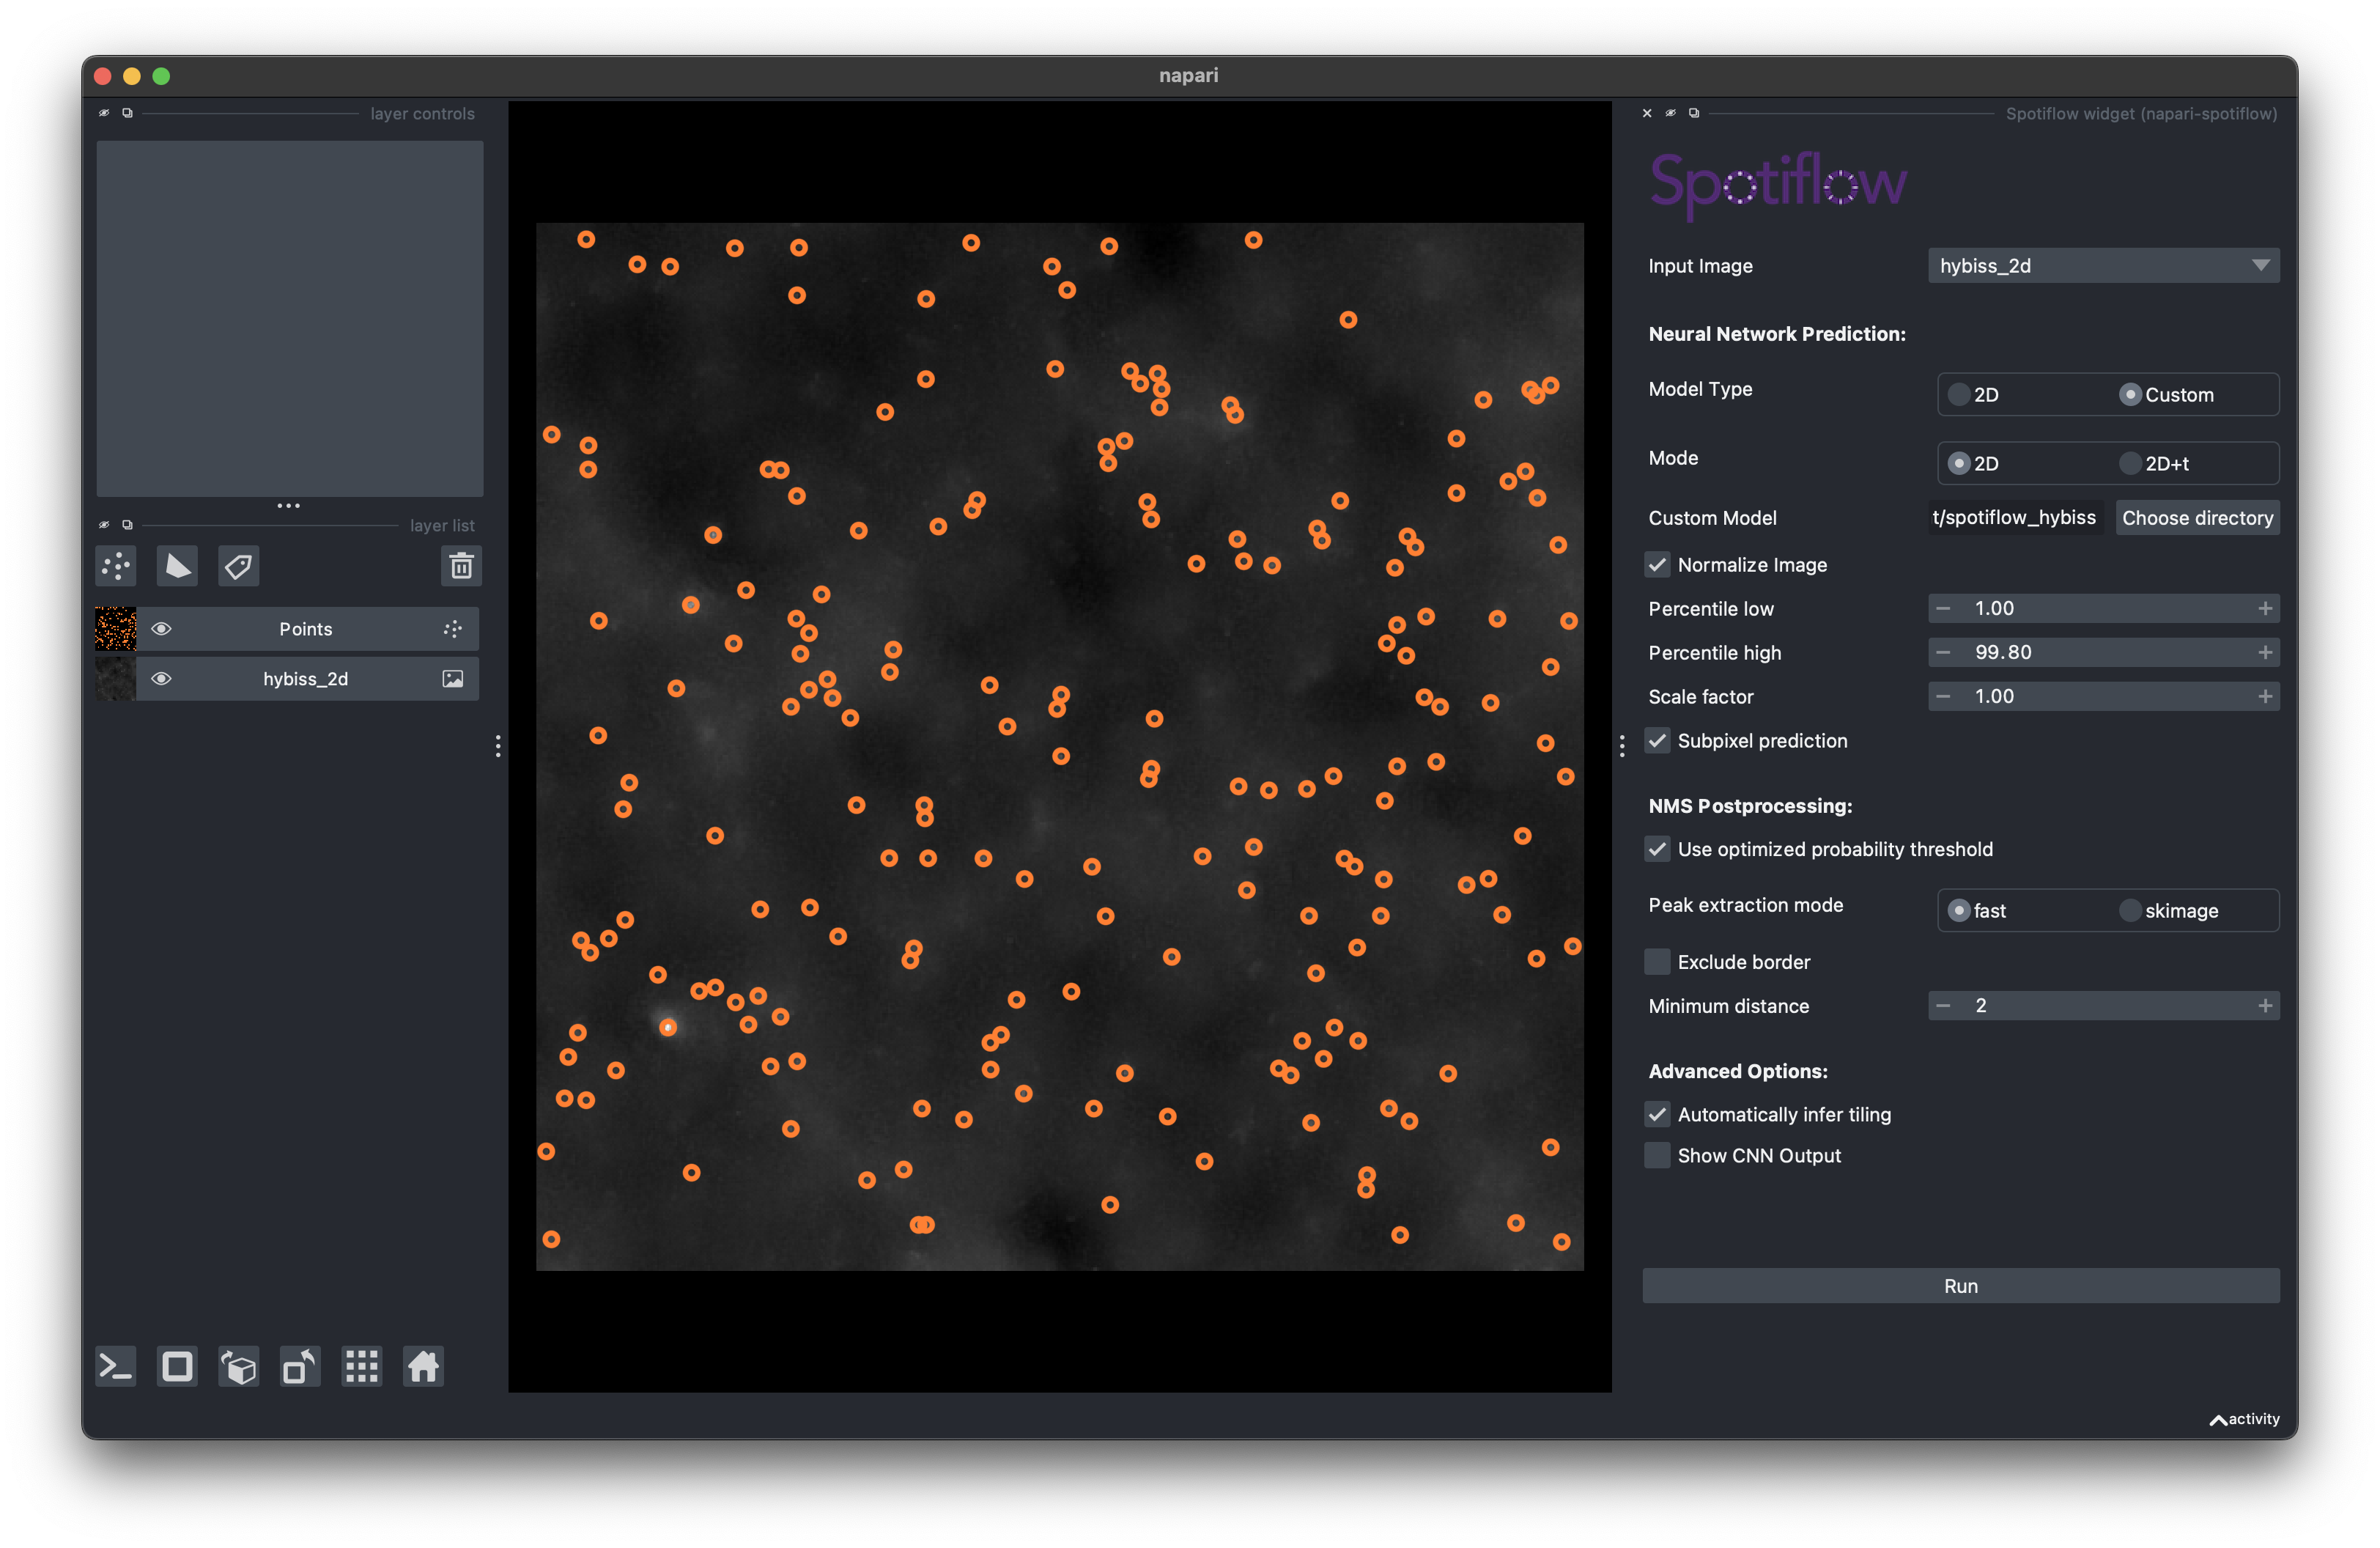 napari
layer controls
layer list
Points
hybiss_2d
Spotiflow widget (napari-spotiflow)
Spotiflow
Input Image hybiss_2d
Neural Network Prediction:
Model Type 2D Custom
Mode 2D 2D+t
Custom Model t/spotiflow_hybiss Choose directory
Normalize Image
Percentile low 1.00
Percentile high 99.80
Scale factor 1.00
Subpixel prediction
NMS Postprocessing:
Use optimized probability threshold
Peak extraction mode fast skimage
Exclude border
Minimum distance 2
Advanced Options:
Automatically infer tiling
Show CNN Output
Run
activity